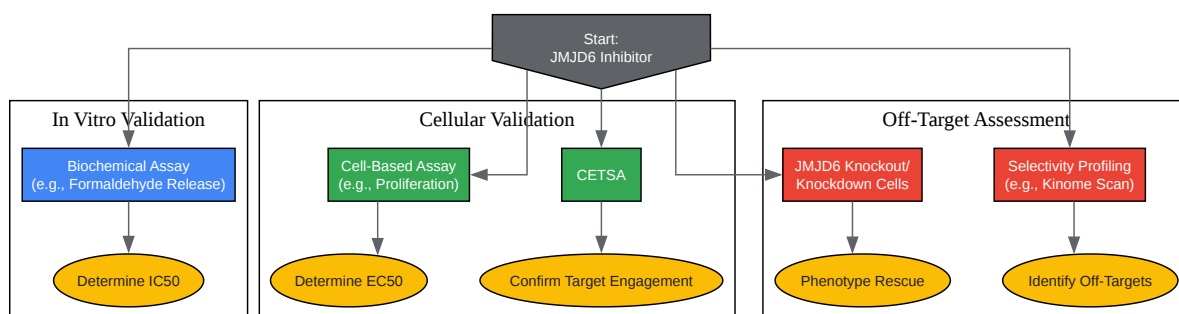 Start:
JMJD6 Inhibitor
In Vitro Validation
Cellular Validation
Off-Target Assessment
Biochemical Assay
(e.g., Formaldehyde Release)
Cell-Based Assay
(e.g., Proliferation)
CETSA
JMJD6 Knockout/
Knockdown Cells
Selectivity Profiling
(e.g., Kinome Scan)
Determine IC50
Determine EC50
Confirm Target Engagement
Phenotype Rescue
Identify Off-Targets